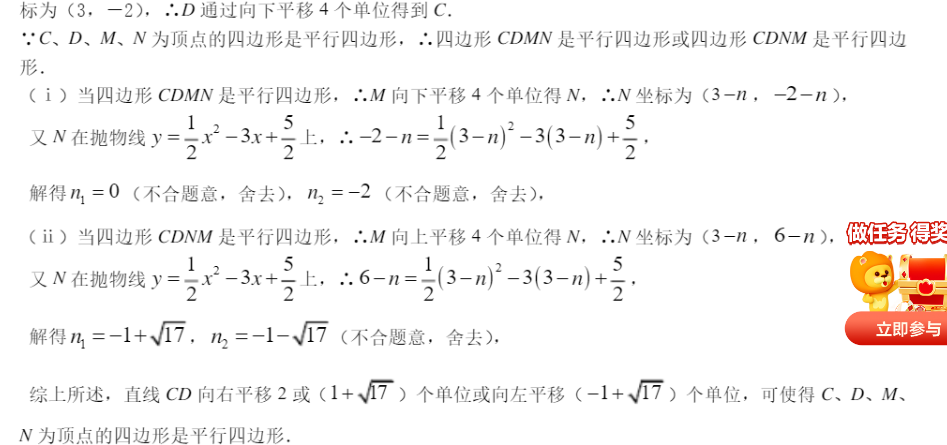 标为（3，－2），∴D 通过向下平移 4 个单位得到 C．
∵C、D、M、N 为顶点的四边形是平行四边形，∴四边形 CDMN 是平行四边形或四边形 CDNM 是平行四边
形．
（ⅰ）当四边形 CDMN 是平行四边形，∴M 向下平移 4 个单位得 N，∴N 坐标为（3−n，−2−n），
又 N 在抛物线 y=1/2x²−3x+5/2 上，∴−2−n=1/2(3−n)²−3(3−n)+5/2，
解得 n₁=0（不合题意，舍去），n₂=−2（不合题意，舍去），
（ⅱ）当四边形 CDNM 是平行四边形，∴M 向上平移 4 个单位得 N，∴N 坐标为（3−n，6−n），
又 N 在抛物线 y=1/2x²−3x+5/2 上，∴6−n=1/2(3−n)²−3(3−n)+5/2，
解得 n₁=−1+√17，n₂=−1−√17（不合题意，舍去），
综上所述，直线 CD 向右平移 2 或（1+√17）个单位或向左平移（−1+√17）个单位，可使得 C、D、M、
N 为顶点的四边形是平行四边形．
做任务 得奖
立即参与